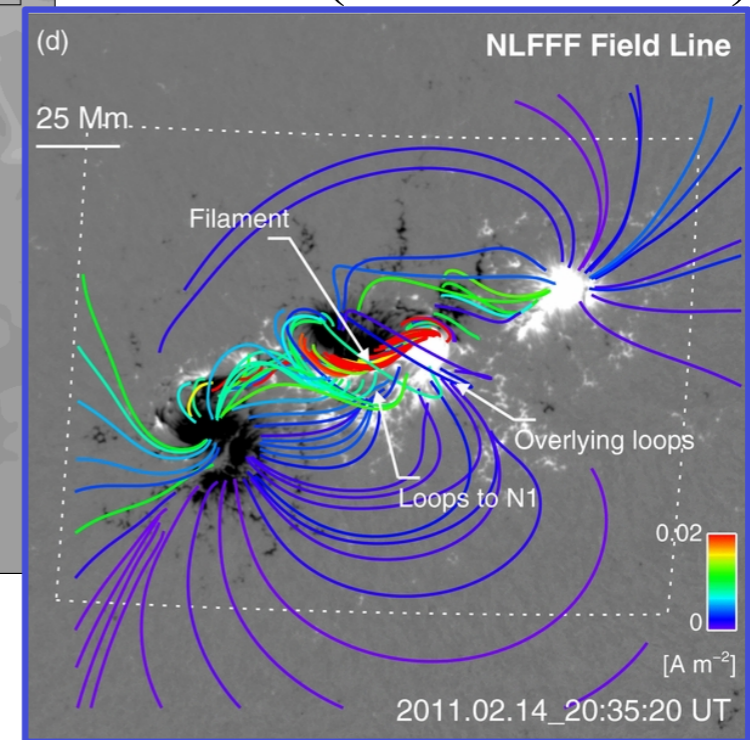 (d)
NLFFF Field Line
25 Mm
Filament
Overlying loops
Loops to N1
0.02
0
[A m⁻²]
2011.02.14_20:35:20 UT